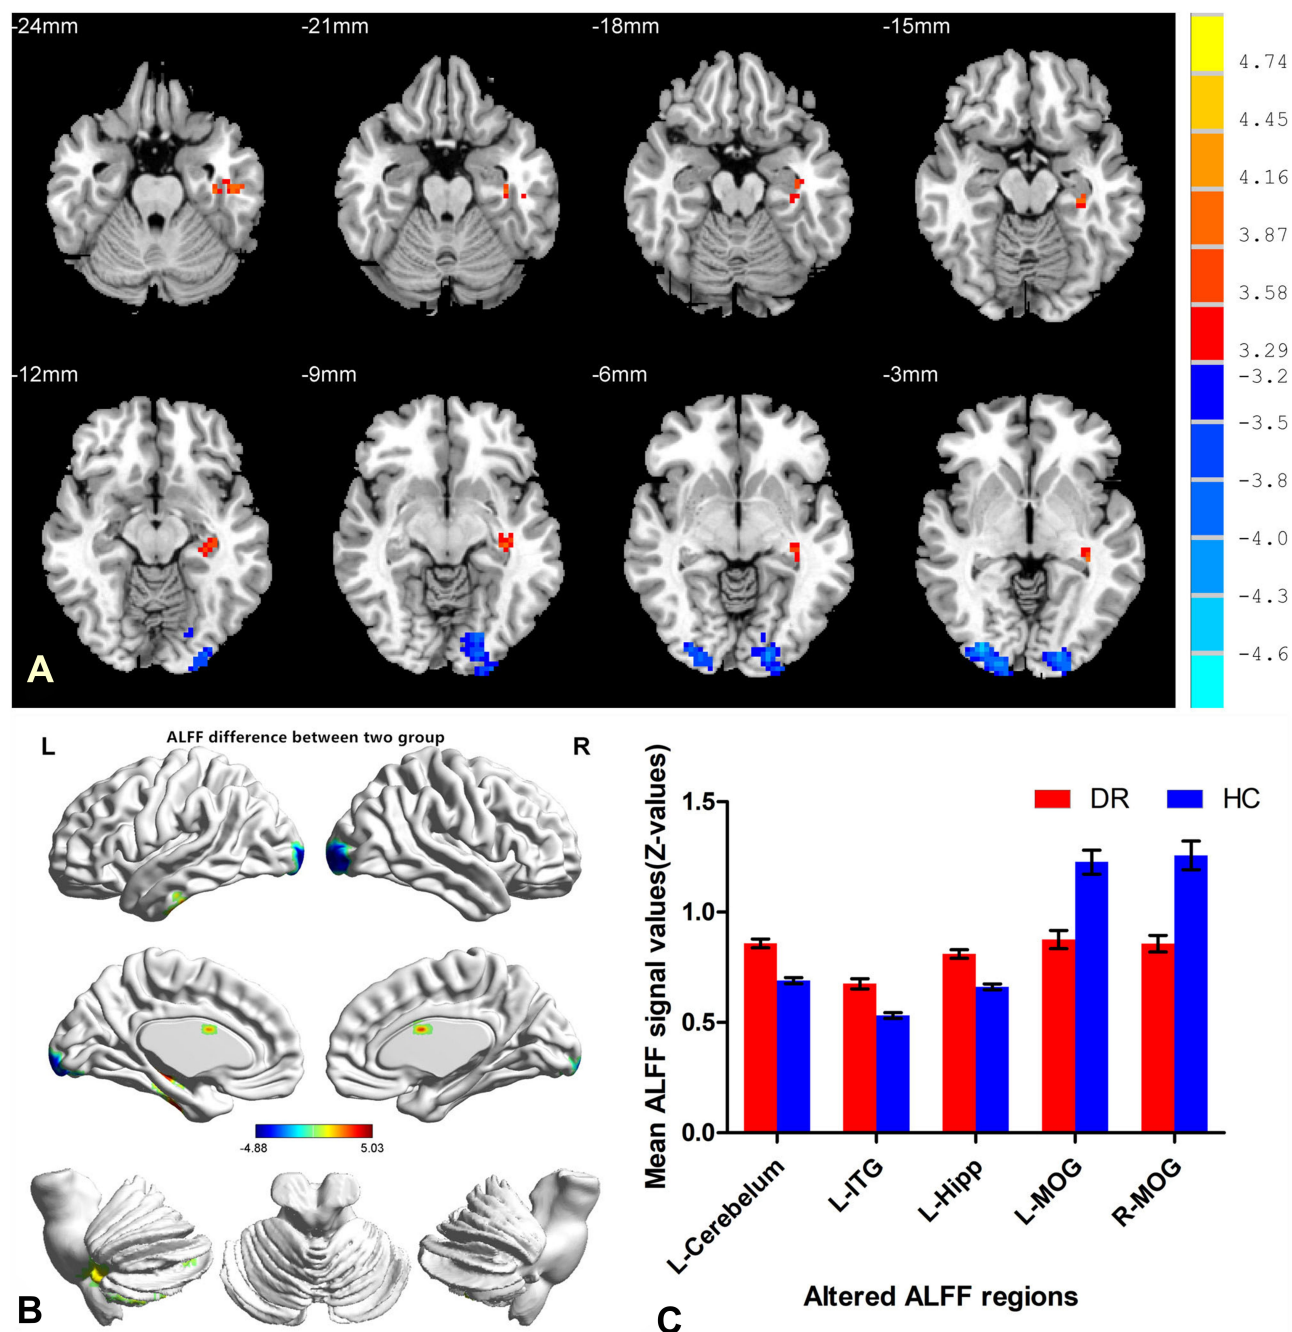 -24mm
-21mm
-18mm
-15mm
-12mm
-9mm
-6mm
-3mm
4.74
4.45
4.16
3.87
3.58
3.29
-3.2
-3.5
-3.8
-4.0
-4.3
-4.6
A
L
ALFF difference between two group
R
-4.88
5.03
B
Mean ALFF signal values(Z-values)
DR
HC
1.5
1.0
0.5
0.0
L-Cerebelum
L-ITG
L-Hipp
L-MOG
R-MOG
Altered ALFF regions
C